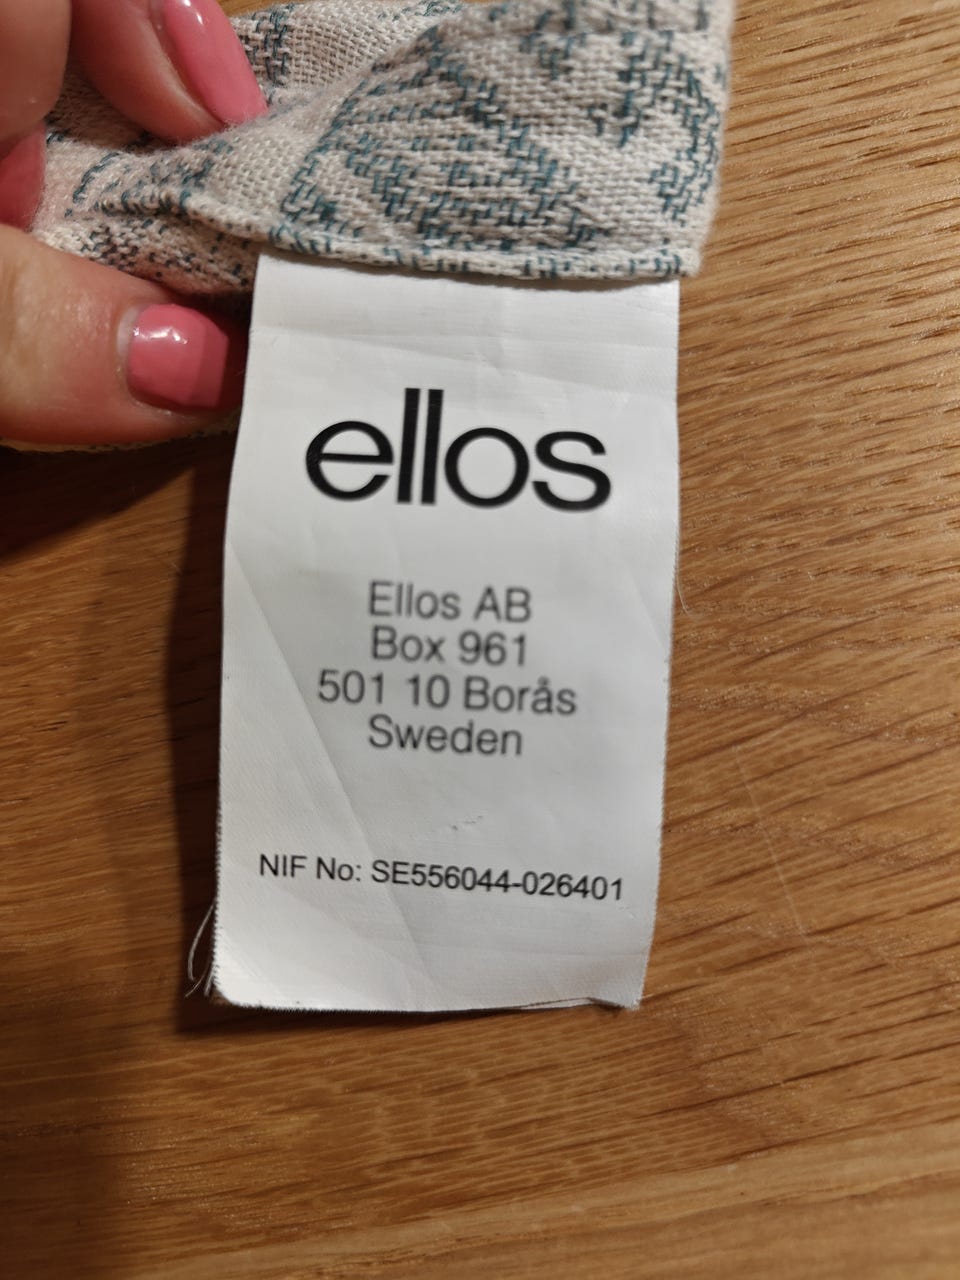 ellos
Ellos AB
Box 961
501 10 Borås
Sweden
NIF No: SE556044-026401